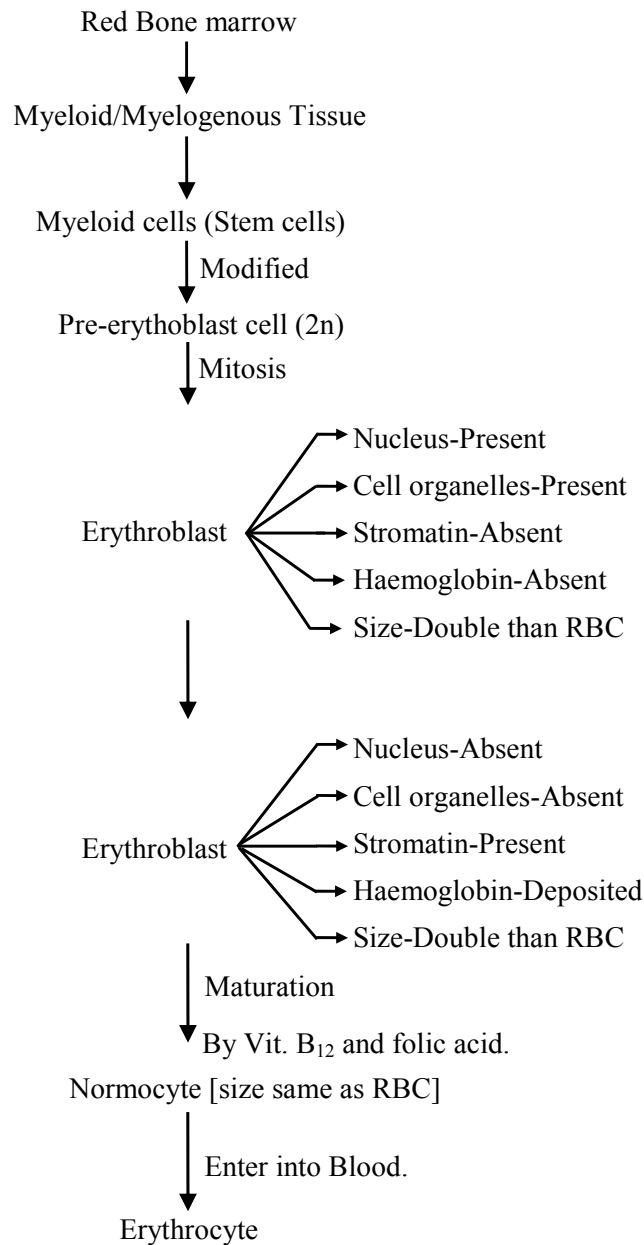 Red Bone marrow
Myeloid/Myelogenous Tissue
Myeloid cells (Stem cells)
Modified
Pre-erythoblast cell (2n)
Mitosis
Nucleus-Present
Cell organelles-Present
Erythroblast
Stromatin-Absent
Haemoglobin-Absent
Size-Double than RBC
Nucleus-Absent
Cell organelles-Absent
Erythroblast
Stromatin-Present
Haemoglobin-Deposited
Size-Double than RBC
Maturation
By Vit. B₁₂ and folic acid.
Normocyte [size same as RBC]
Enter into Blood.
Erythrocyte